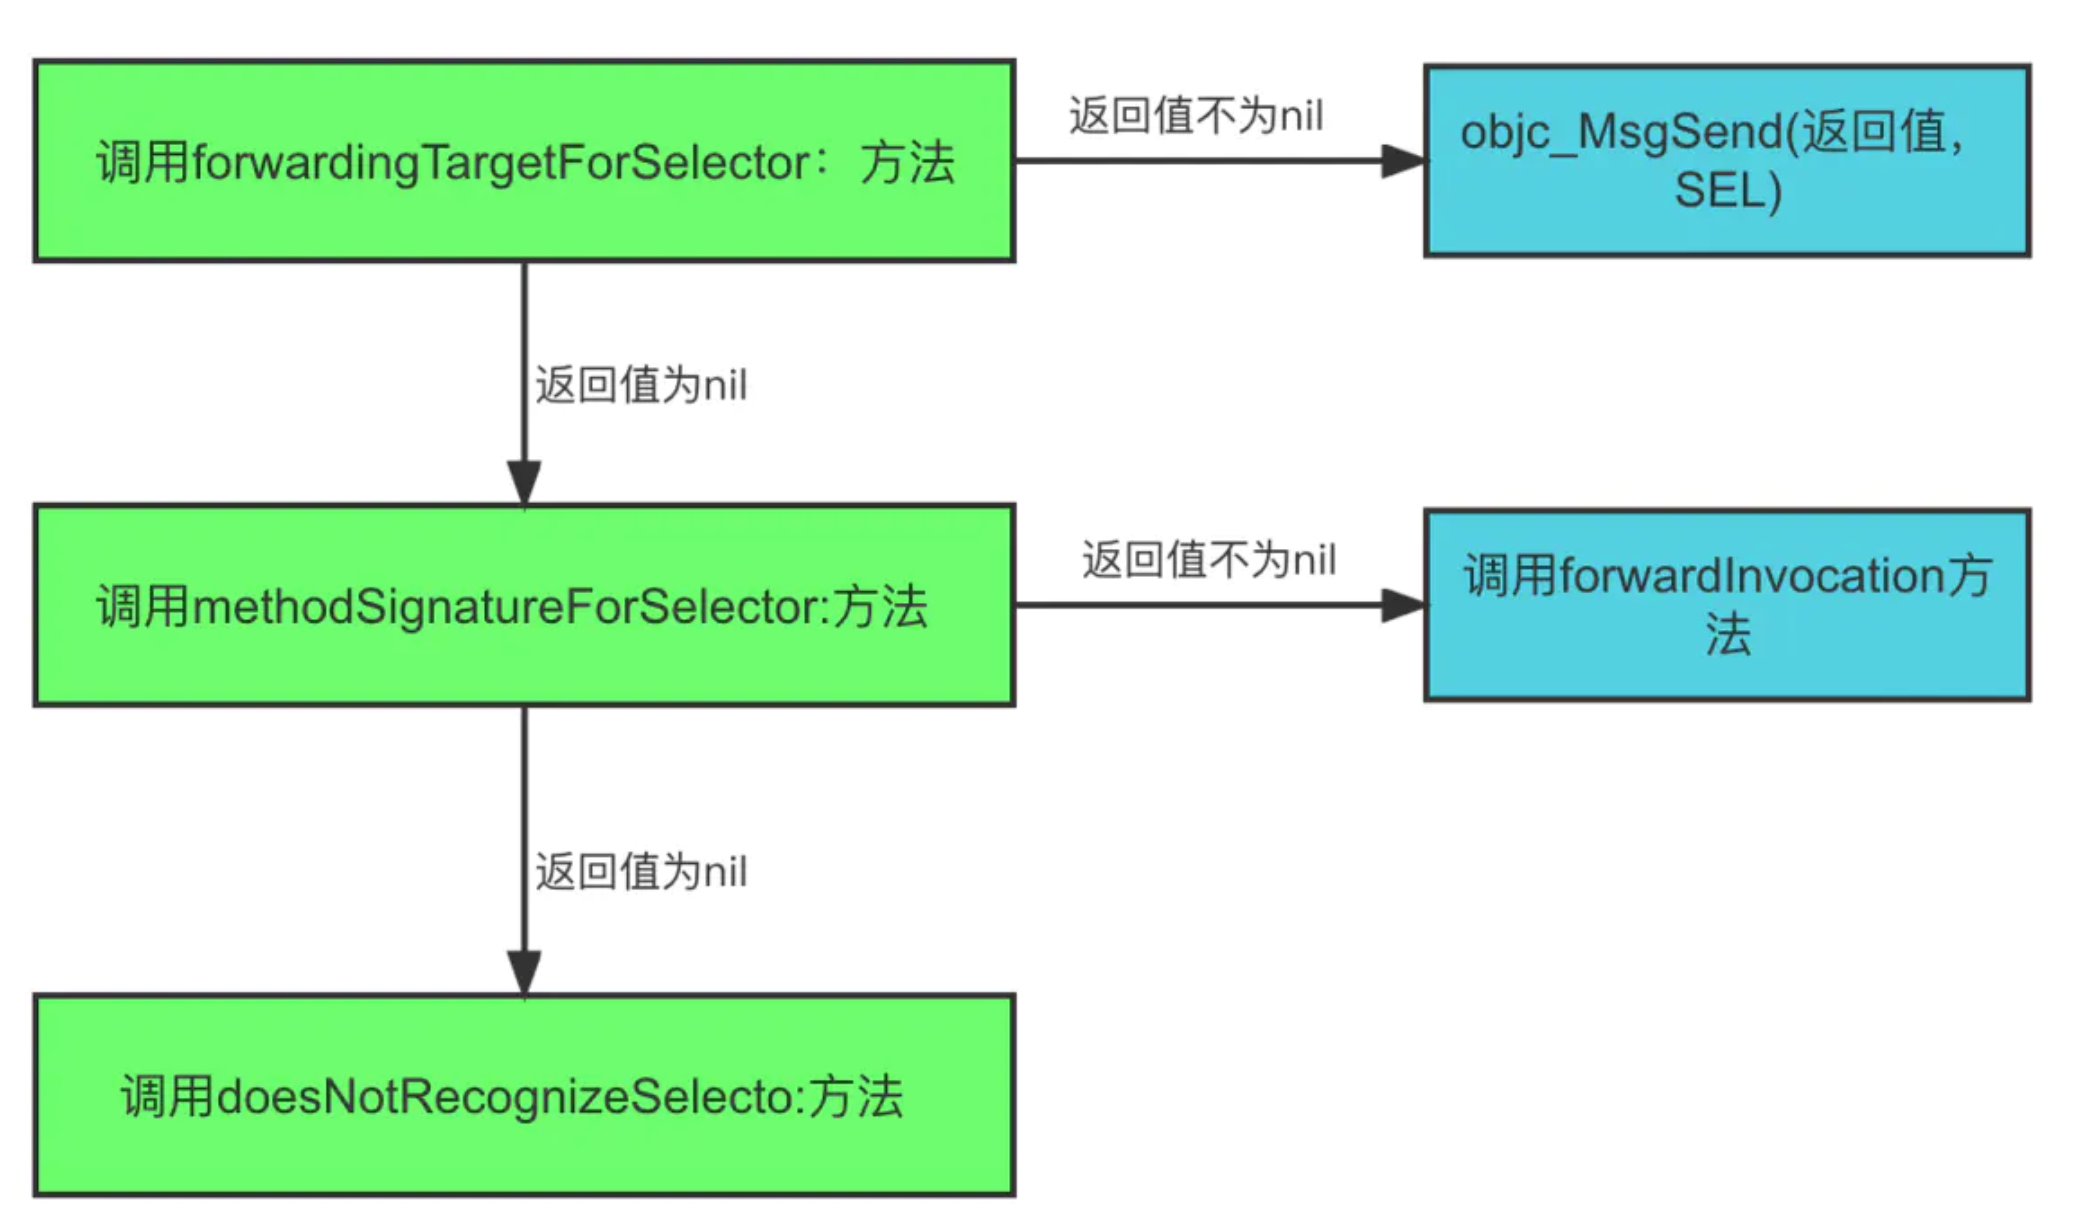 调用forwardingTargetForSelector：方法
返回值不为nil
objc_MsgSend(返回值，
SEL)
返回值为nil
调用methodSignatureForSelector:方法
返回值不为nil
调用forwardInvocation方
法
返回值为nil
调用doesNotRecognizeSelecto:方法